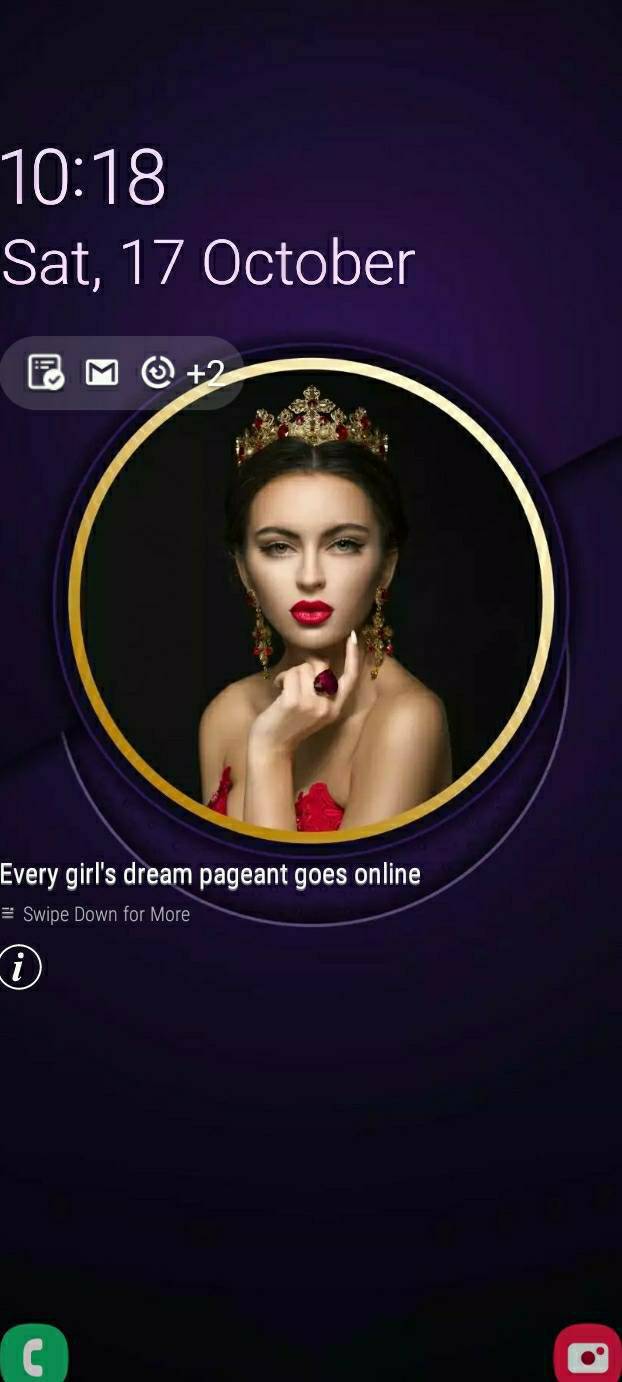 10:18
Sat, 17 October
+2
Every girl's dream pageant goes online
Swipe Down for More
i